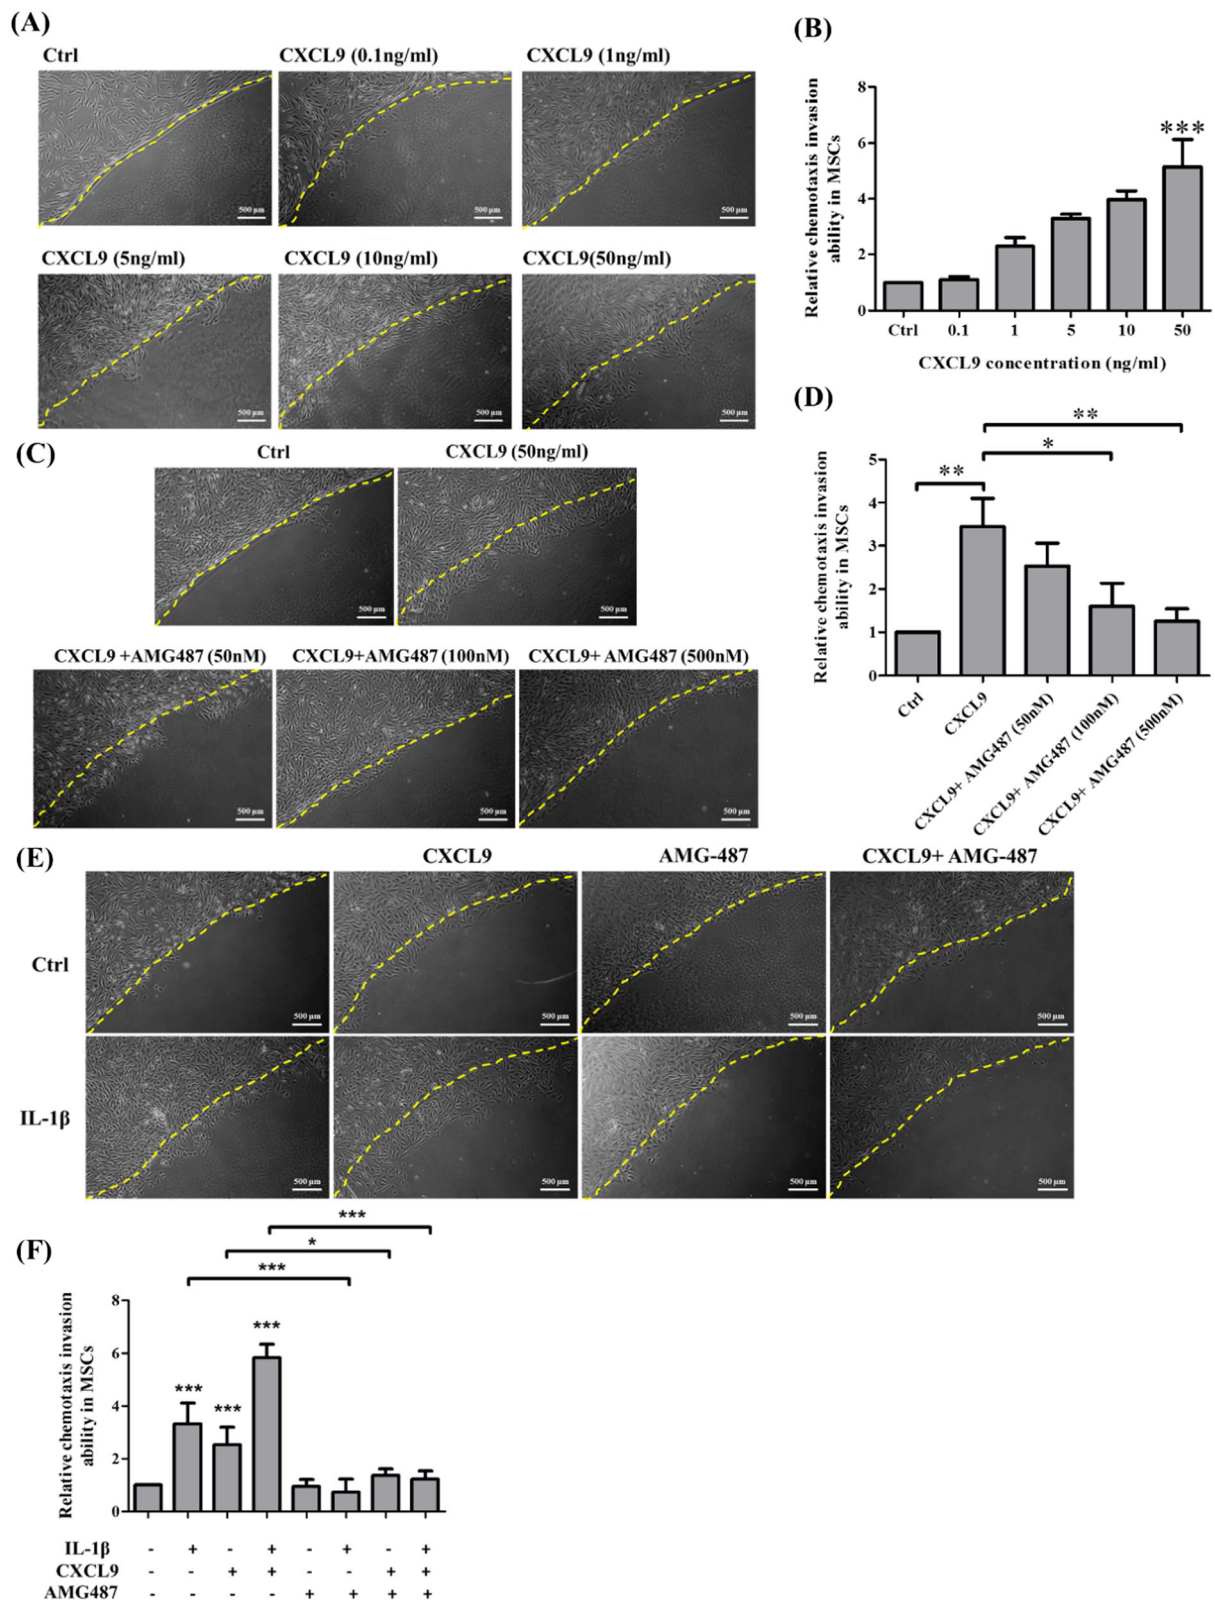 (A)
Ctrl
CXCL9 (0.1ng/ml)
CXCL9 (1ng/ml)
500 μm
500 μm
500 μm
CXCL9 (5ng/ml)
CXCL9 (10ng/ml)
CXCL9(50ng/ml)
500 μm
500 μm
500 μm
(B)
Relative chemotaxis invasion
ability in MSCs
8
6
4
2
0
***
Ctrl 0.1 1 5 10 50
CXCL9 concentration (ng/ml)
(C)
Ctrl
CXCL9 (50ng/ml)
500 μm
500 μm
CXCL9 +AMG487 (50nM)
CXCL9+AMG487 (100nM)
CXCL9+ AMG487 (500nM)
500 μm
500 μm
500 μm
(D)
Relative chemotaxis invasion
ability in MSCs
5
4
3
2
1
0
**
*
**
Ctrl
CXCL9
CXCL9+ AMG487 (50nM)
CXCL9+ AMG487 (100nM)
CXCL9+ AMG487 (500nM)
(E)
CXCL9
AMG-487
CXCL9+ AMG-487
Ctrl
500 μm
500 μm
500 μm
500 μm
IL-1β
500 μm
500 μm
500 μm
500 μm
(F)
Relative chemotaxis invasion
ability in MSCs
8
6
4
2
0
***
*
***
***
***
***
IL-1β - + - + - + - +
CXCL9 - - + + - - + +
AMG487 - - - - + + + +